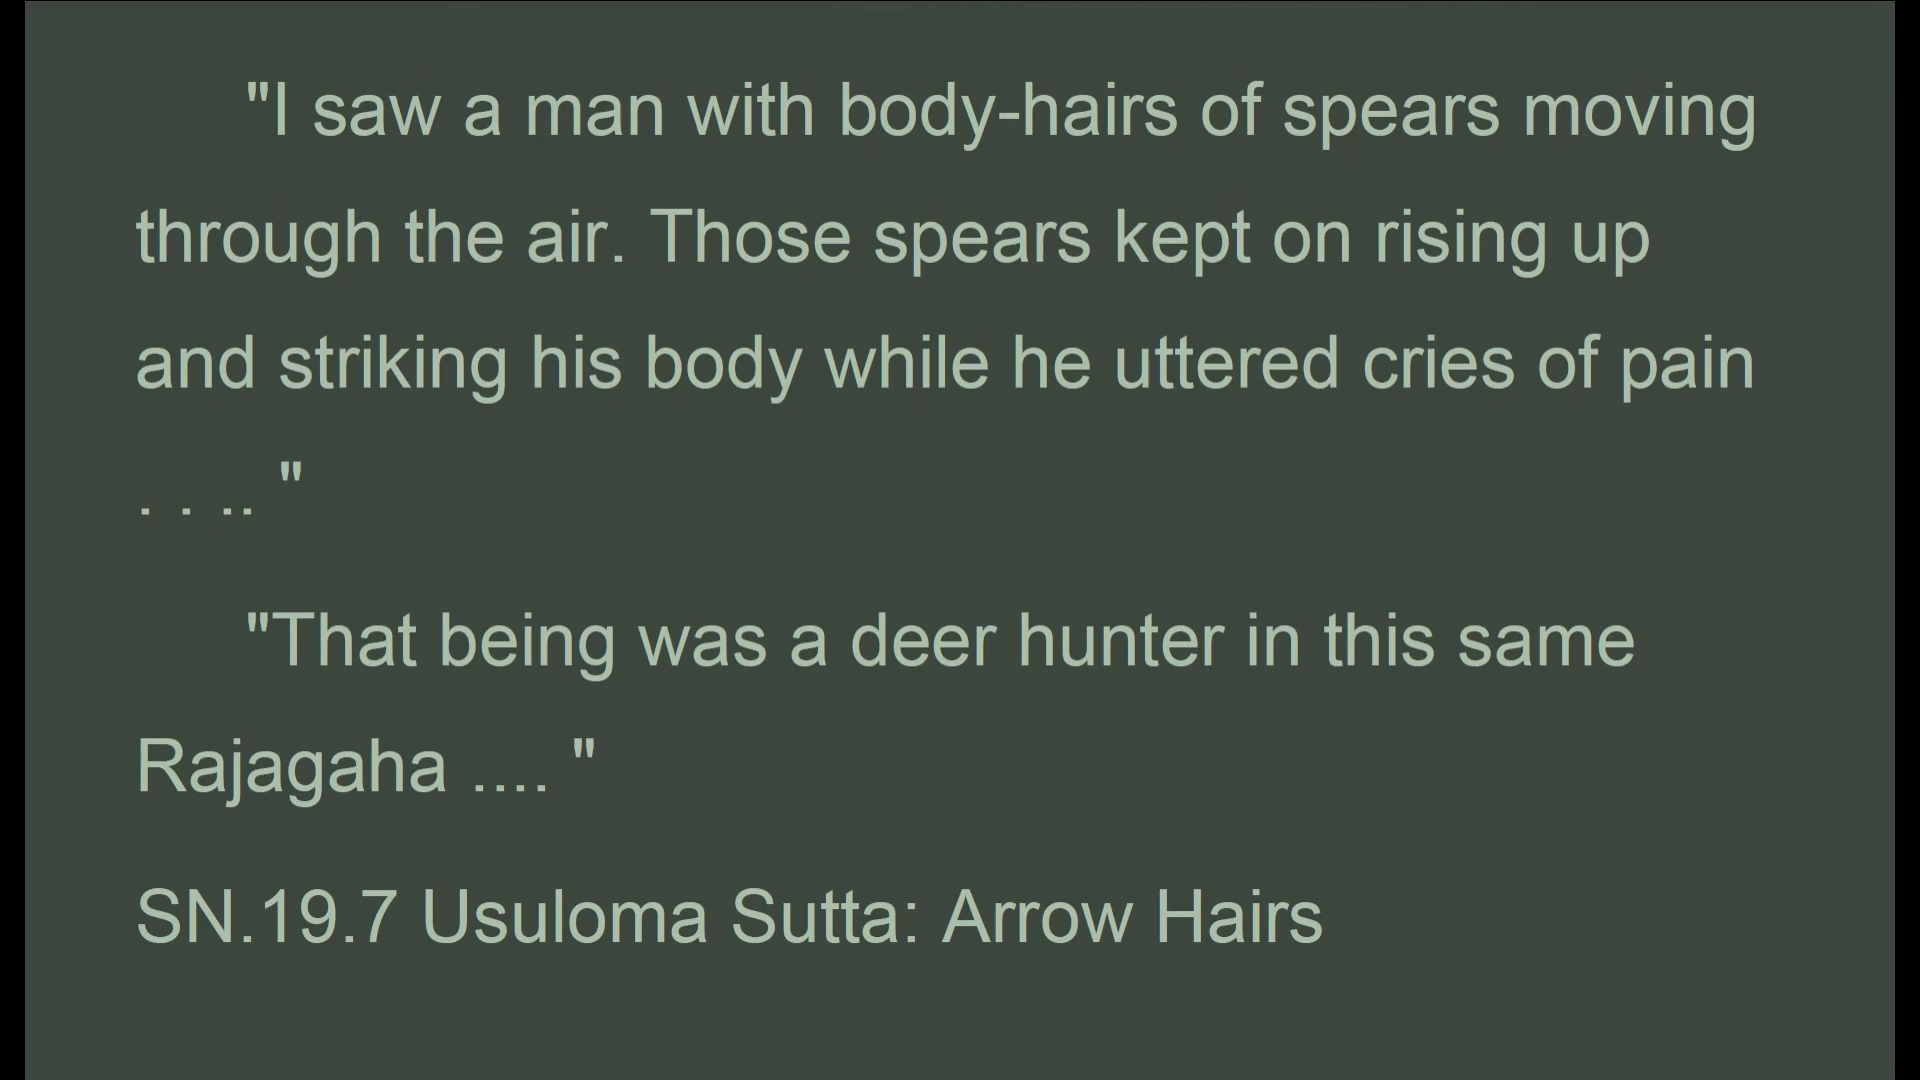 "I saw a man with body-hairs of spears moving
through the air. Those spears kept on rising up
and striking his body while he uttered cries of pain
. . .. "
"That being was a deer hunter in this same
Rajagaha .... "
SN.19.7 Usuloma Sutta: Arrow Hairs